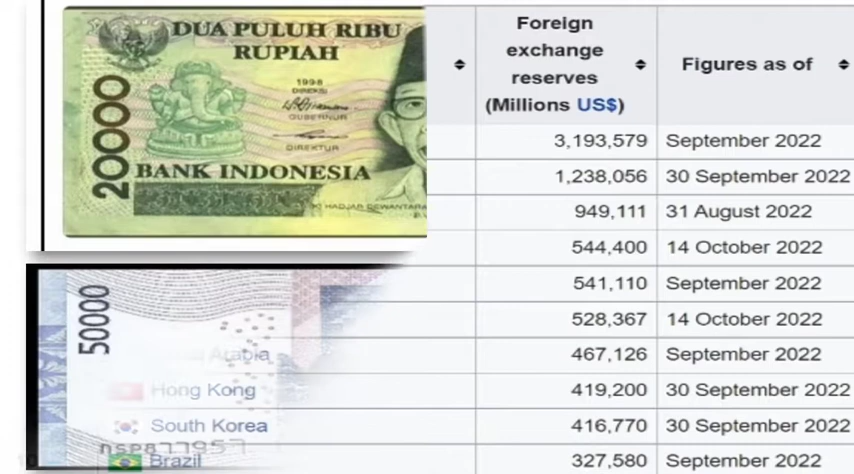 DUA PULUH RIBU
RUPIAH
1998
DIREKSI
GUBERNUR
DIREKTUR
20000
BANK INDONESIA
KI HADJAR DEWANTARA
Foreign
exchange
reserves
(Millions US$)
Figures as of
3,193,579 September 2022
1,238,056 30 September 2022
949,111 31 August 2022
544,400 14 October 2022
541,110 September 2022
528,367 14 October 2022
50000
Arabia 467,126 September 2022
Hong Kong 419,200 30 September 2022
South Korea 416,770 30 September 2022
Brazil 327,580 September 2022